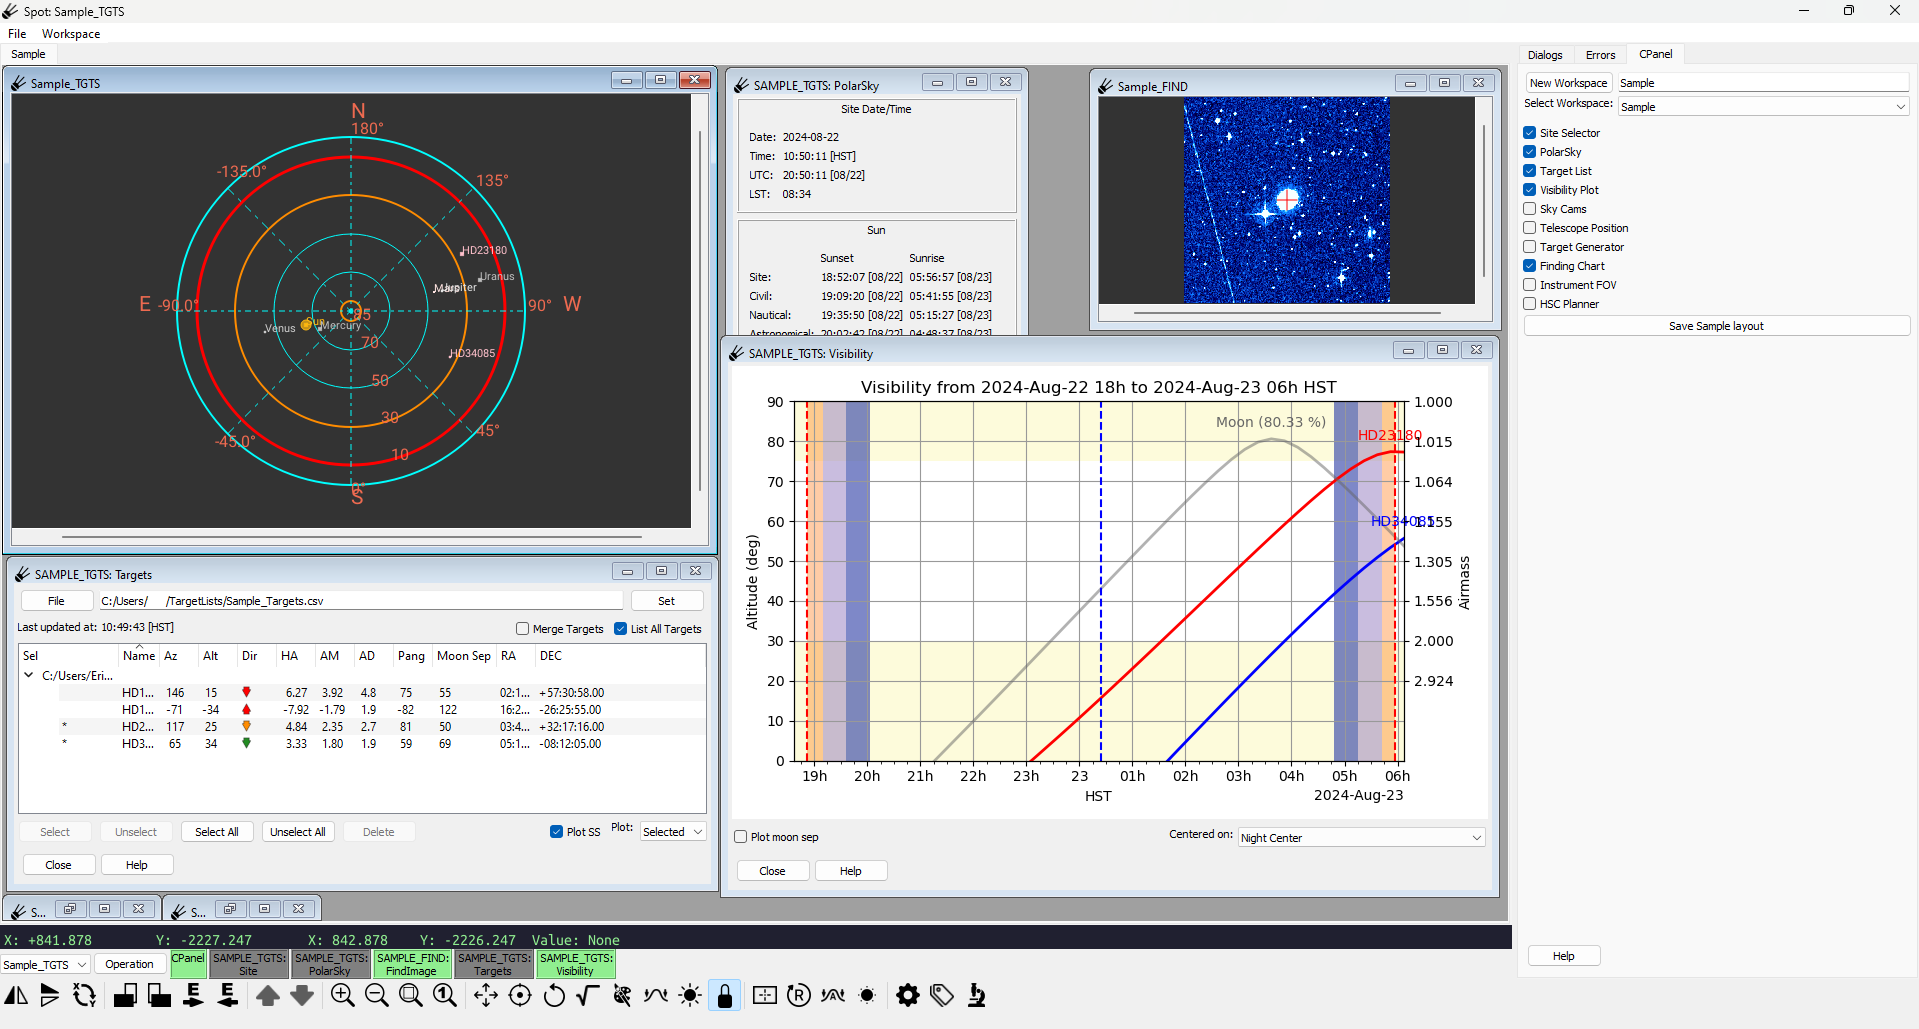 Spot: Sample_TGTS
File Workspace
Sample
Sample_TGTS
N
180°
-135.0°
135°
HD23180
Uranus
Jupiter
E -90.0°
90° W
85
Venus
Sun
Mercury
70
HD34085
50
30
-45.0°
45°
10
0°
S
SAMPLE_TGTS: PolarSky
Site Date/Time
Date: 2024-08-22
Time: 10:50:11 [HST]
UTC: 20:50:11 [08/22]
LST: 08:34
Sun
Sunset Sunrise
Site: 18:52:07 [08/22] 05:56:57 [08/23]
Civil: 19:09:20 [08/22] 05:41:55 [08/23]
Nautical: 19:35:50 [08/22] 05:15:27 [08/23]
Astronomical: 20:02:42 [08/22] 04:48:37 [08/23]
Sample_FIND
SAMPLE_TGTS: Targets
File C:/Users/ /TargetLists/Sample_Targets.csv Set
Last updated at: 10:49:43 [HST] Merge Targets List All Targets
Sel Name Az Alt Dir HA AM AD Pang Moon Sep RA DEC
C:/Users/Eri...
HD1... 146 15 6.27 3.92 4.8 75 55 02:1... +57:30:58.00
HD1... -71 -34 -7.92 -1.79 1.9 -82 122 16:2... -26:25:55.00
* HD2... 117 25 4.84 2.35 2.7 81 50 03:4... +32:17:16.00
* HD3... 65 34 3.33 1.80 1.9 59 69 05:1... -08:12:05.00
Select Unselect Select All Unselect All Delete Plot SS Plot: Selected
Close Help
SAMPLE_TGTS: Visibility
Visibility from 2024-Aug-22 18h to 2024-Aug-23 06h HST
90
80
70
60
50
40
30
20
10
0
Altitude (deg)
Moon (80.33 %)
HD23180
HD34085
1.000
1.015
1.064
1.155
1.305
1.556
2.000
2.924
Airmass
19h 20h 21h 22h 23h 23 01h 02h 03h 04h 05h 06h
HST 2024-Aug-23
Plot moon sep Centered on: Night Center
Close Help
S... S...
X: +841.878 Y: -2227.247 X: 842.878 Y: -2226.247 Value: None
Sample_TGTS Operation
CPanel
SAMPLE_TGTS:
Site
SAMPLE_TGTS:
PolarSky
SAMPLE_FIND:
FindImage
SAMPLE_TGTS:
Targets
SAMPLE_TGTS:
Visibility
E E 1 R A
Dialogs Errors CPanel
New Workspace Sample
Select Workspace: Sample
Site Selector
PolarSky
Target List
Visibility Plot
Sky Cams
Telescope Position
Target Generator
Finding Chart
Instrument FOV
HSC Planner
Save Sample layout
Help